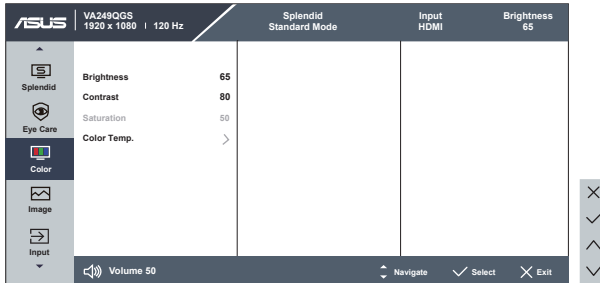 ASUS
VA249QGS
1920 x 1080 | 120 Hz
Splendid
Standard Mode
Input
HDMI
Brightness
65
Splendid
Eye Care
Color
Image
Input
Brightness 65
Contrast 80
Saturation 50
Color Temp.
Volume 50
Navigate
Select
Exit